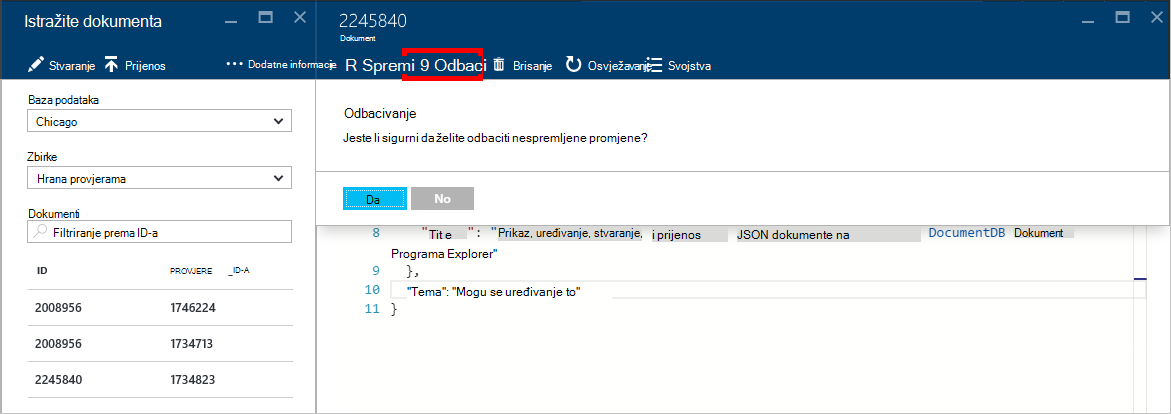 Istražite dokumenta
Stvaranje Prijenos ••• Dodatne informacije
Baza podataka
Chicago
Zbirke
Hrana provjerama
Dokumenti
Filtriranje prema ID-a
ID PROVJERE _ID-A
2008956 1746224
2008956 1734713
2245840 1734823
2245840
Dokument
R Spremi 9 Odbaci Brisanje Osvježavanje Svojstva
Odbacivanje
Jeste li sigurni da želite odbaciti nespremljene promjene?
Da No
8 "Tit e ": "Prikaz, uređivanje, stvaranje, i prijenos JSON dokumente na DocumentDB Dokument
Programa Explorer"
9 },
10 "Tema": "Mogu se uređivanje to"
11 }